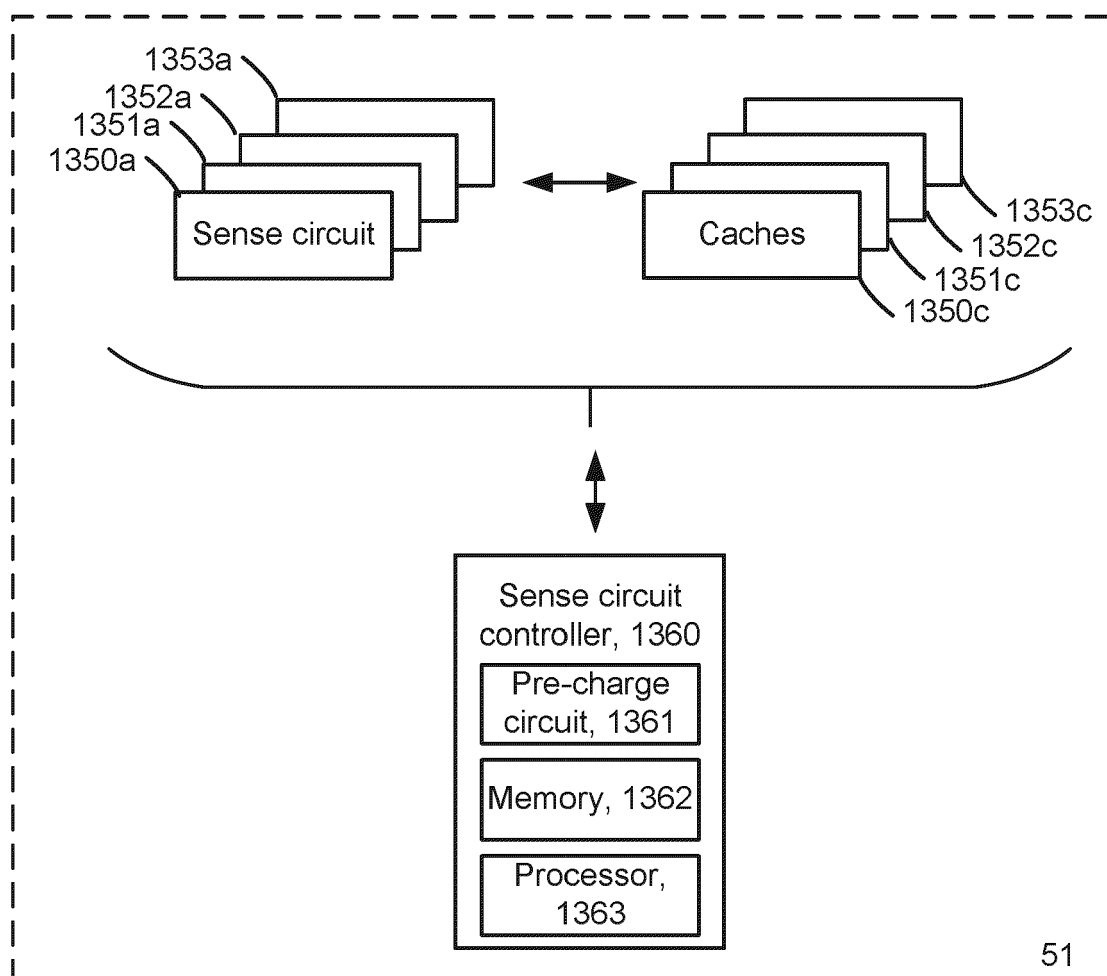 1353a
1352a
1351a
1350a
Sense circuit
Caches
1353c
1352c
1351c
1350c
Sense circuit
controller, 1360
Pre-charge
circuit, 1361
Memory, 1362
Processor,
1363
51